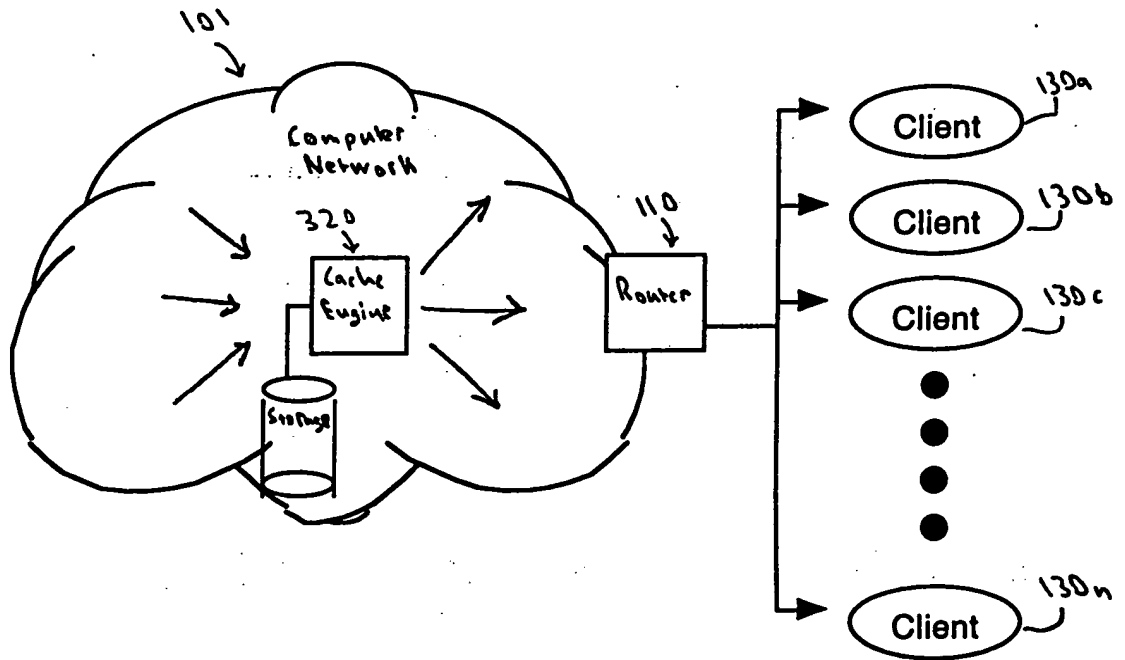 101
Computer
Network
320
Cache
Engine
Storage
110
Router
Client
130a
Client
130b
Client
130c
Client
130n